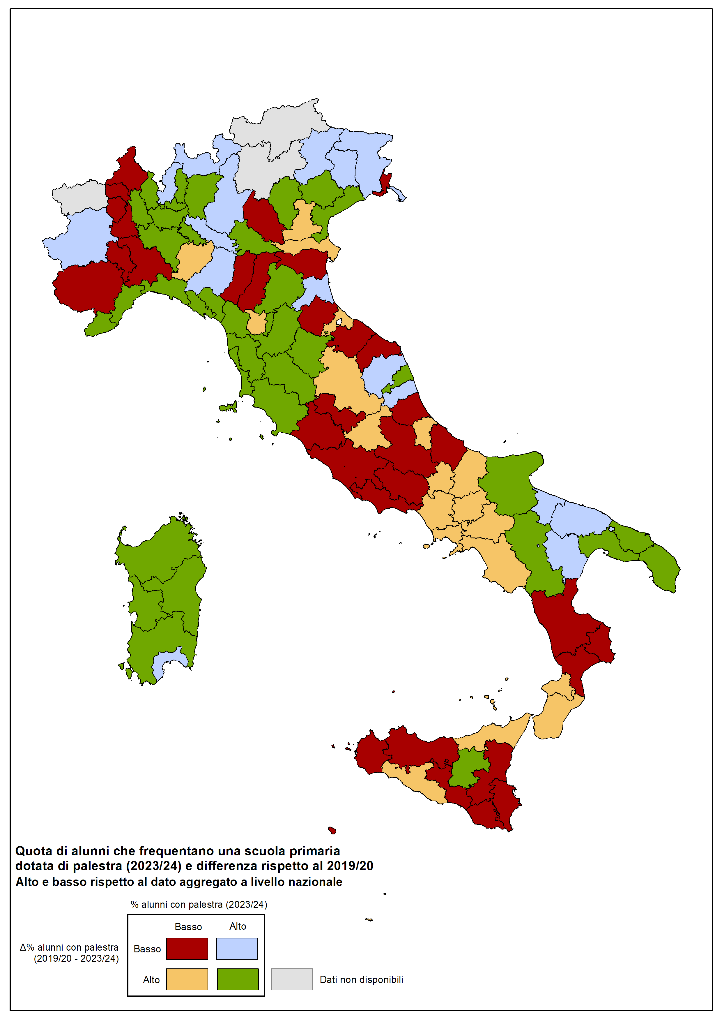 Quota di alunni che frequentano una scuola primaria
dotata di palestra (2023/24) e differenza rispetto al 2019/20
Alto e basso rispetto al dato aggregato a livello nazionale
% alunni con palestra (2023/24)
Basso Alto
Δ% alunni con palestra
(2019/20 - 2023/24)
Basso
Alto
Dati non disponibili